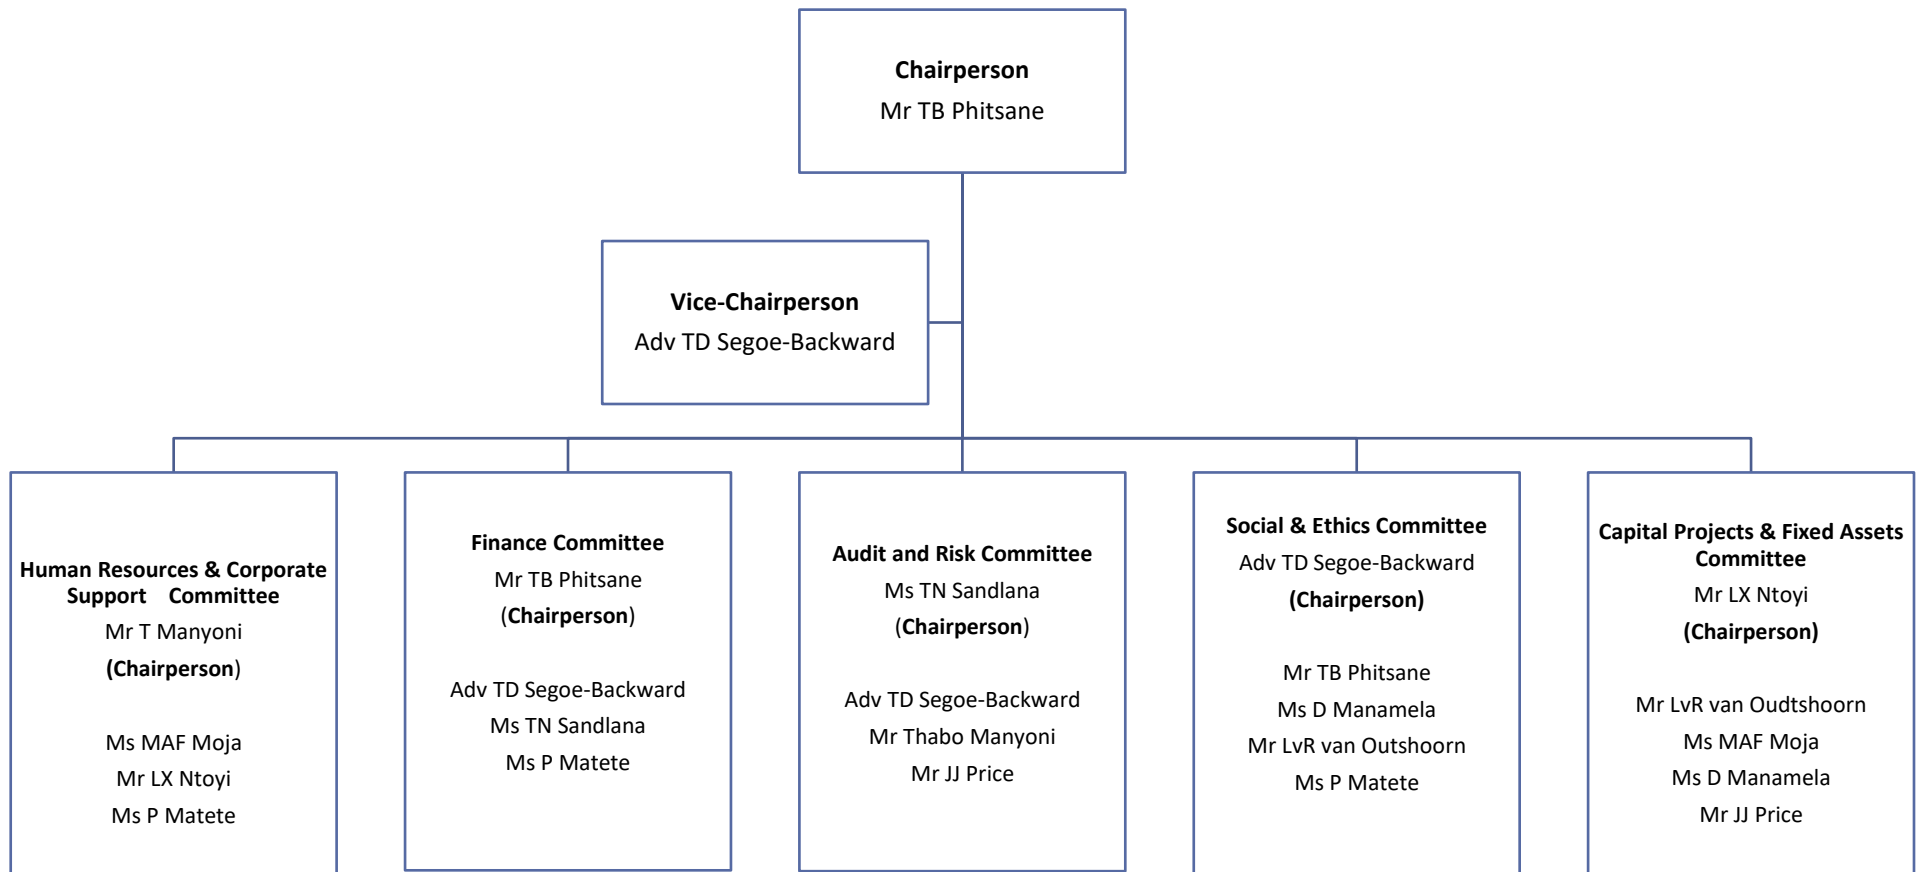 Chairperson
Mr TB Phitsane
Vice-Chairperson
Adv TD Segoe-Backward
Human Resources & Corporate
Support Committee
Mr T Manyoni
(Chairperson)
Ms MAF Moja
Mr LX Ntoyi
Ms P Matete
Finance Committee
Mr TB Phitsane
(Chairperson)
Adv TD Segoe-Backward
Ms TN Sandlana
Ms P Matete
Audit and Risk Committee
Ms TN Sandlana
(Chairperson)
Adv TD Segoe-Backward
Mr Thabo Manyoni
Mr JJ Price
Social & Ethics Committee
Adv TD Segoe-Backward
(Chairperson)
Mr TB Phitsane
Ms D Manamela
Mr LvR van Outshoorn
Ms P Matete
Capital Projects & Fixed Assets
Committee
Mr LX Ntoyi
(Chairperson)
Mr LvR van Oudtshoorn
Ms MAF Moja
Ms D Manamela
Mr JJ Price